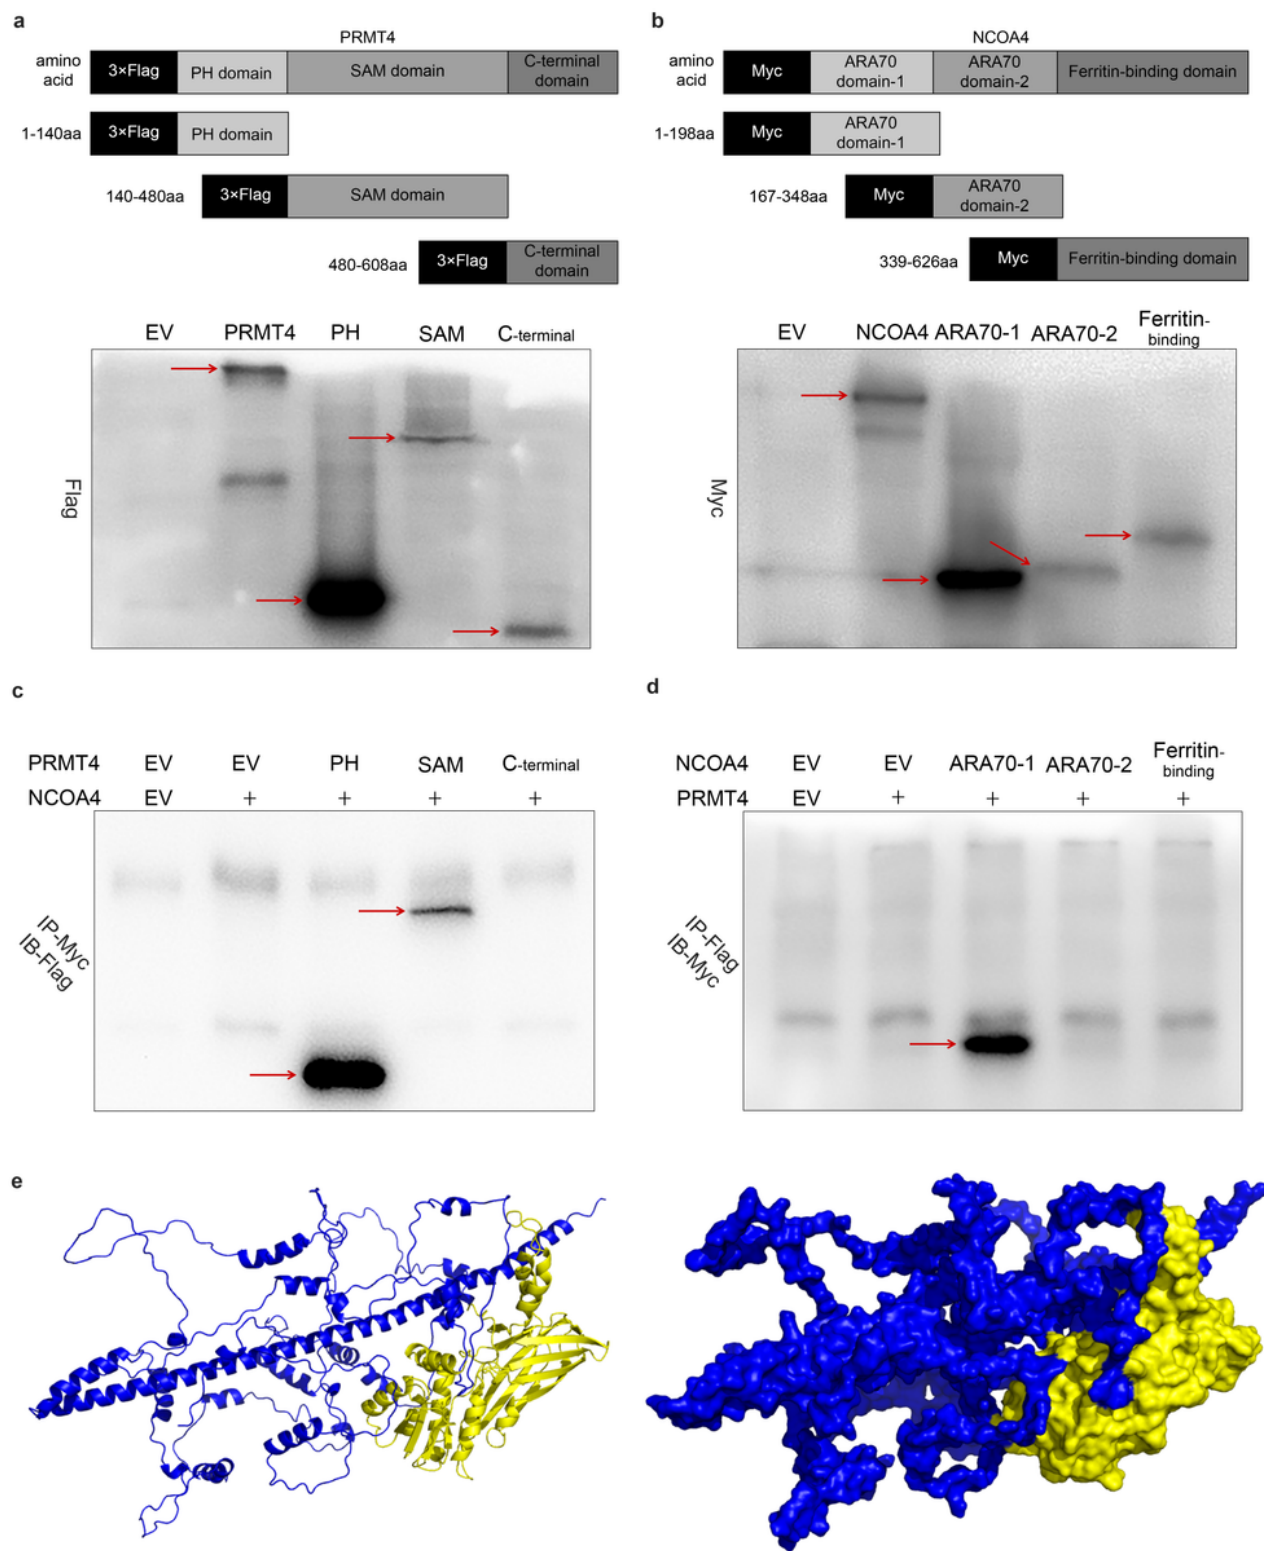 a
PRMT4
amino
acid
3×Flag
PH domain
SAM domain
C-terminal
domain
1-140aa
3×Flag
PH domain
140-480aa
3×Flag
SAM domain
480-608aa
3×Flag
C-terminal
domain
EV PRMT4 PH SAM C-terminal
Flag
b
NCOA4
amino
acid
Myc
ARA70
domain-1
ARA70
domain-2
Ferritin-binding domain
1-198aa
Myc
ARA70
domain-1
167-348aa
Myc
ARA70
domain-2
339-626aa
Myc
Ferritin-binding domain
EV NCOA4 ARA70-1 ARA70-2 Ferritin-
binding
Myc
c
PRMT4 EV EV PH SAM C-terminal
NCOA4 EV + + + +
IP-Myc
IB-Flag
d
NCOA4 EV EV ARA70-1 ARA70-2 Ferritin-
binding
PRMT4 EV + + + +
IP-Flag
IB-Myc
e